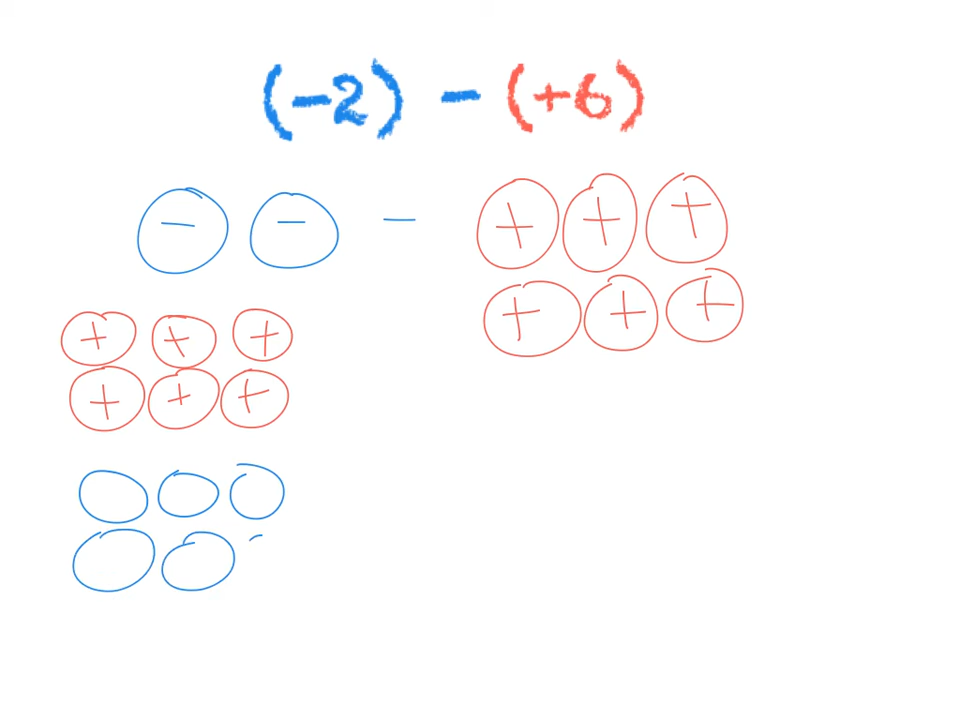 (-2) - (+6)
- - - + + +
+ + +
+ + +
+ + +